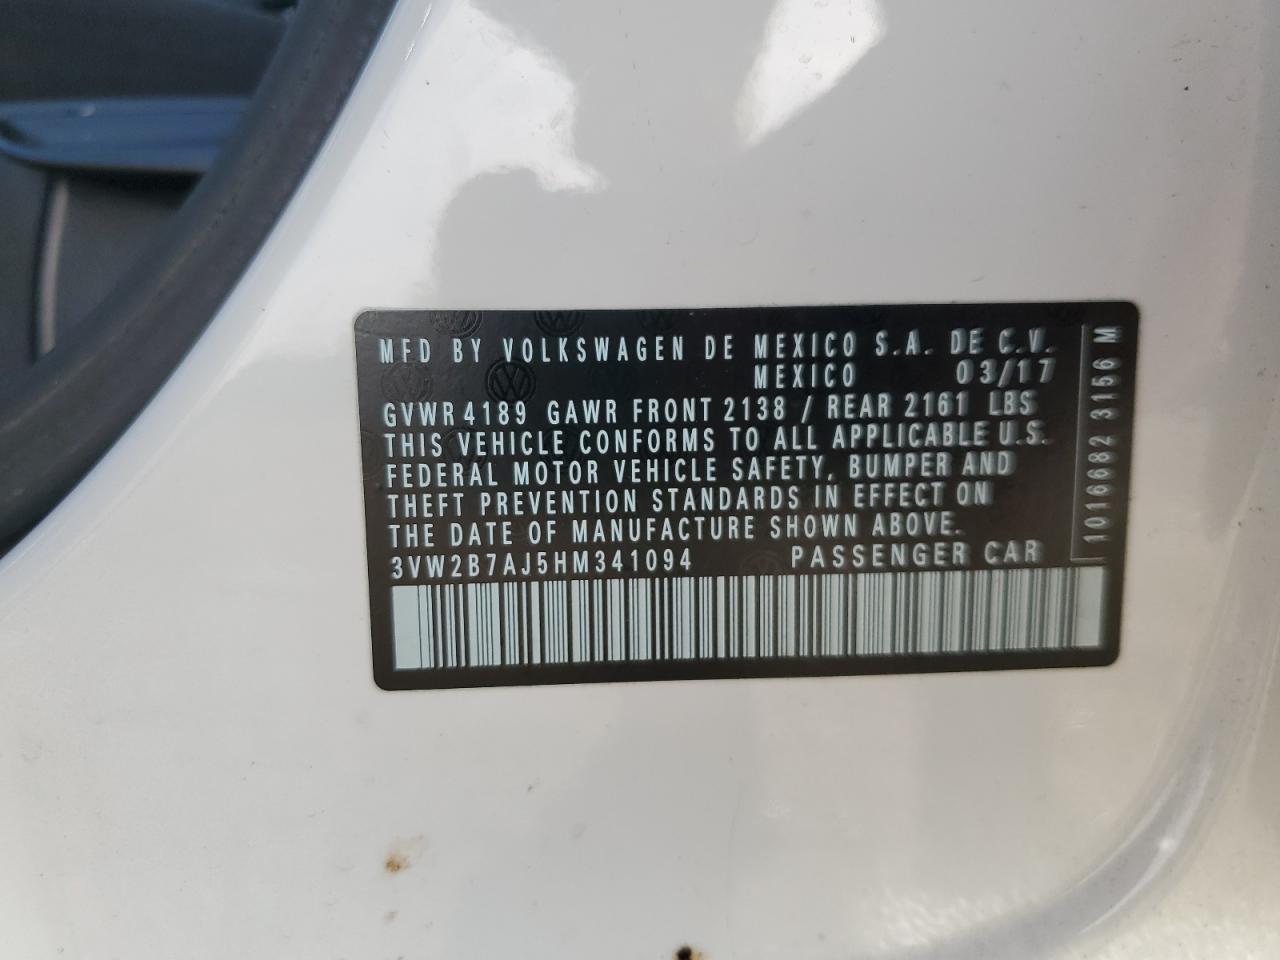 MFD BY VOLKSWAGEN DE MEXICO S.A. DE C.V.
MEXICO 03/17
GVWR 4189 GAWR FRONT 2138 / REAR 2161 LBS
THIS VEHICLE CONFORMS TO ALL APPLICABLE U.S.
FEDERAL MOTOR VEHICLE SAFETY, BUMPER AND
THEFT PREVENTION STANDARDS IN EFFECT ON
THE DATE OF MANUFACTURE SHOWN ABOVE.
3VW2B7AJ5HM341094 PASSENGER CAR
1016682 3156 M